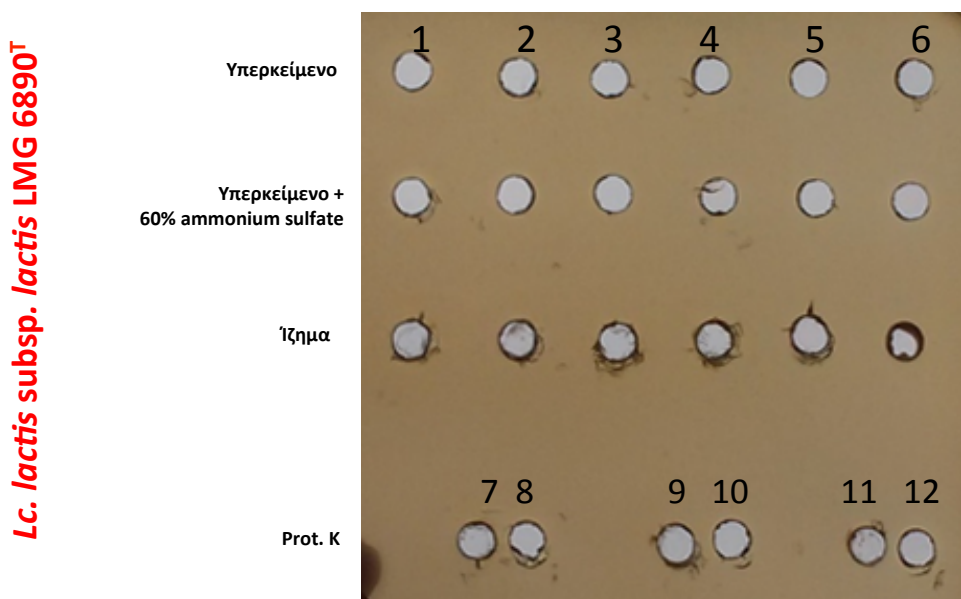 Lc. lactis subsp. lactis LMG 6890T
1 2 3 4 5 6
Υπερκείμενο
Υπερκείμενο +
60% ammonium sulfate
Ίζημα
7 8 9 10 11 12
Prot. K